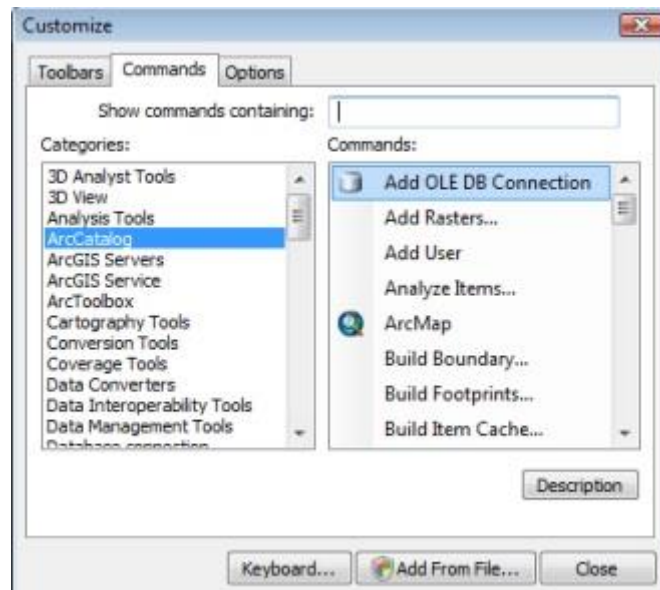 Customize
Toolbars Commands Options
Show commands containing:
Categories:
3D Analyst Tools
3D View
Analysis Tools
ArcCatalog
ArcGIS Servers
ArcGIS Service
ArcToolbox
Cartography Tools
Conversion Tools
Coverage Tools
Data Converters
Data Interoperability Tools
Data Management Tools
Database connection
Commands:
Add OLE DB Connection
Add Rasters...
Add User
Analyze Items...
ArcMap
Build Boundary...
Build Footprints...
Build Item Cache...
Description
Keyboard... Add From File... Close